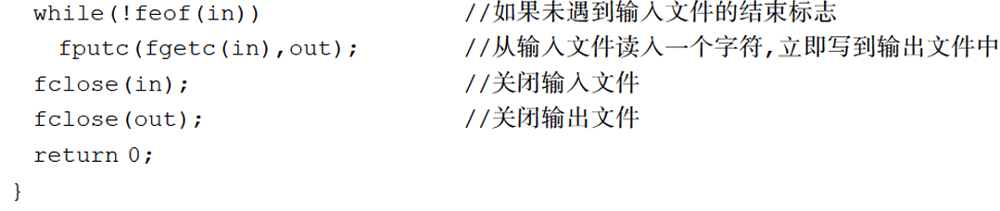 while(!feof(in)) //如果未遇到输入文件的结束标志
fputc(fgetc(in),out); //从输入文件读入一个字符,立即写到输出文件中
fclose(in); //关闭输入文件
fclose(out); //关闭输出文件
return 0;
}